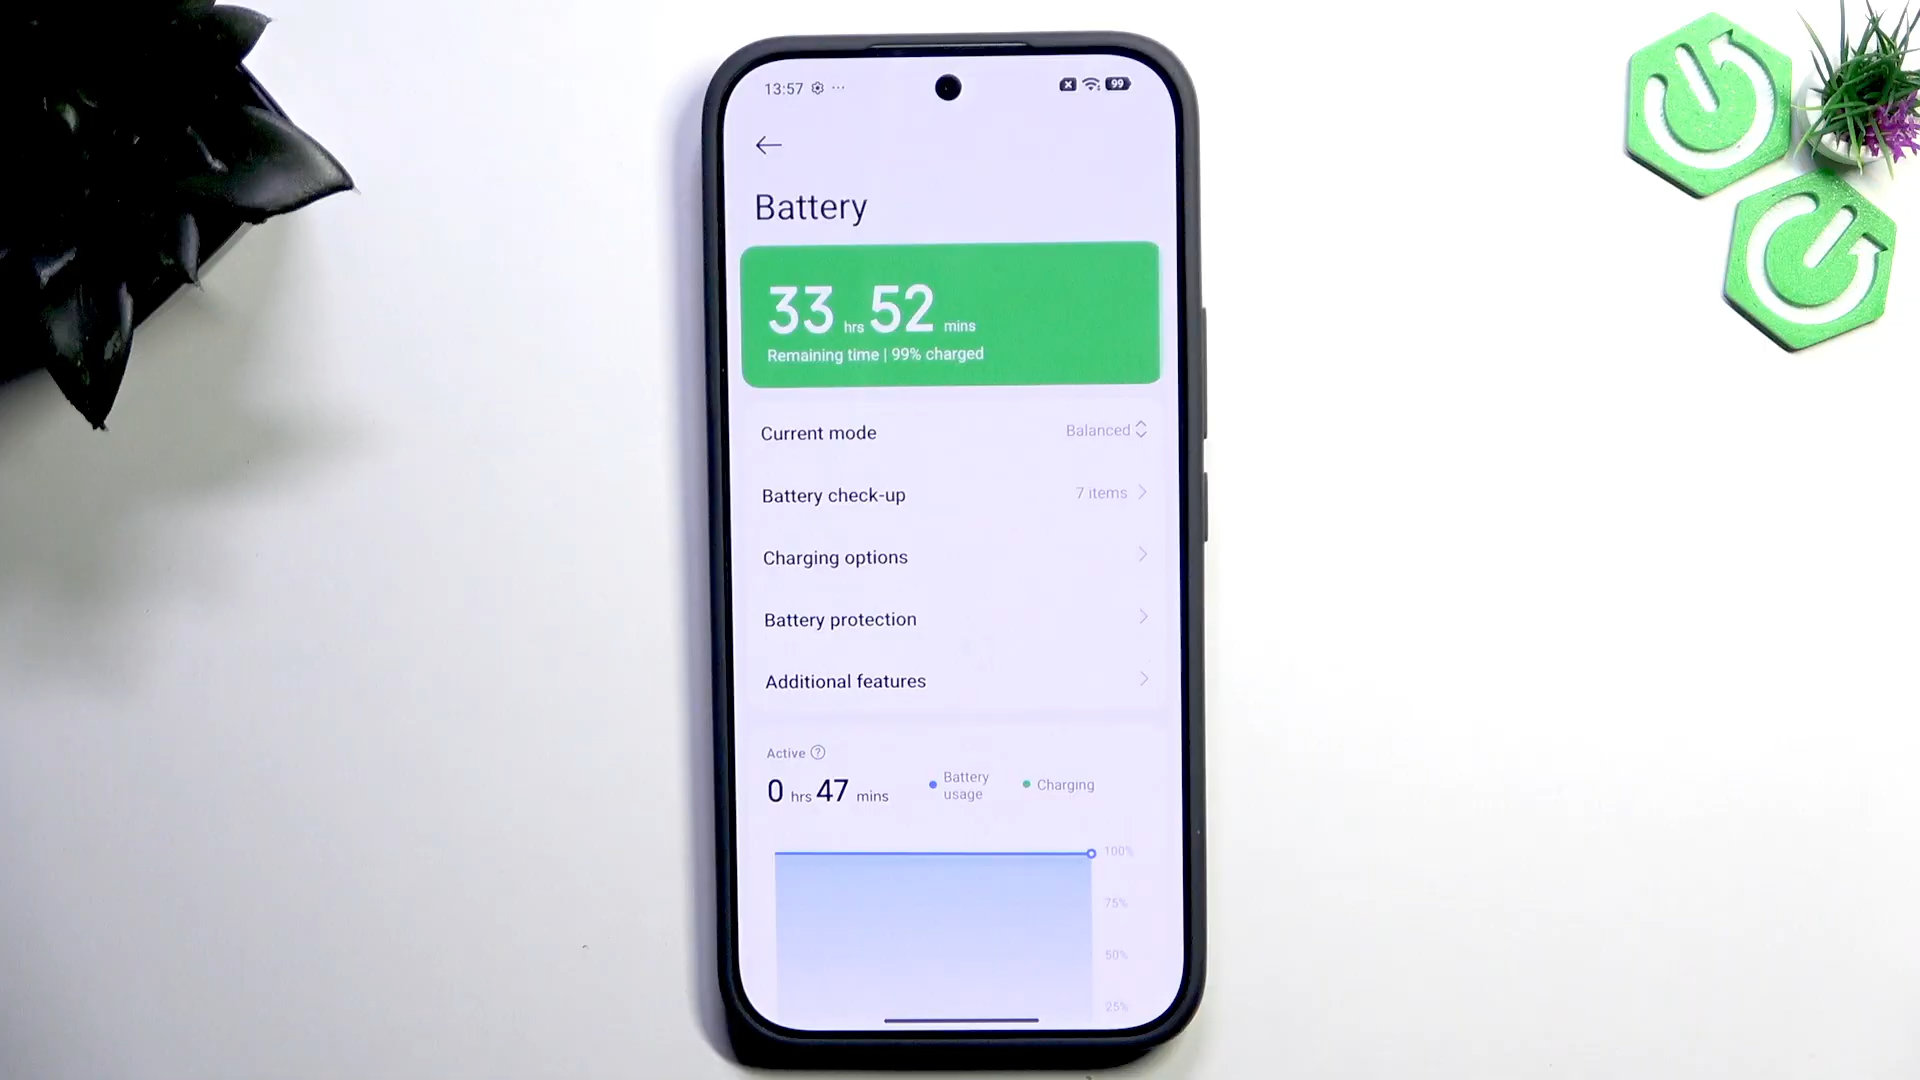 13:57 99
Battery
33 hrs 52 mins
Remaining time | 99% charged
Current mode Balanced
Battery check-up 7 items
Charging options
Battery protection
Additional features
Active ?
0 hrs 47 mins
Battery usage
Charging
100%
75%
50%
25%